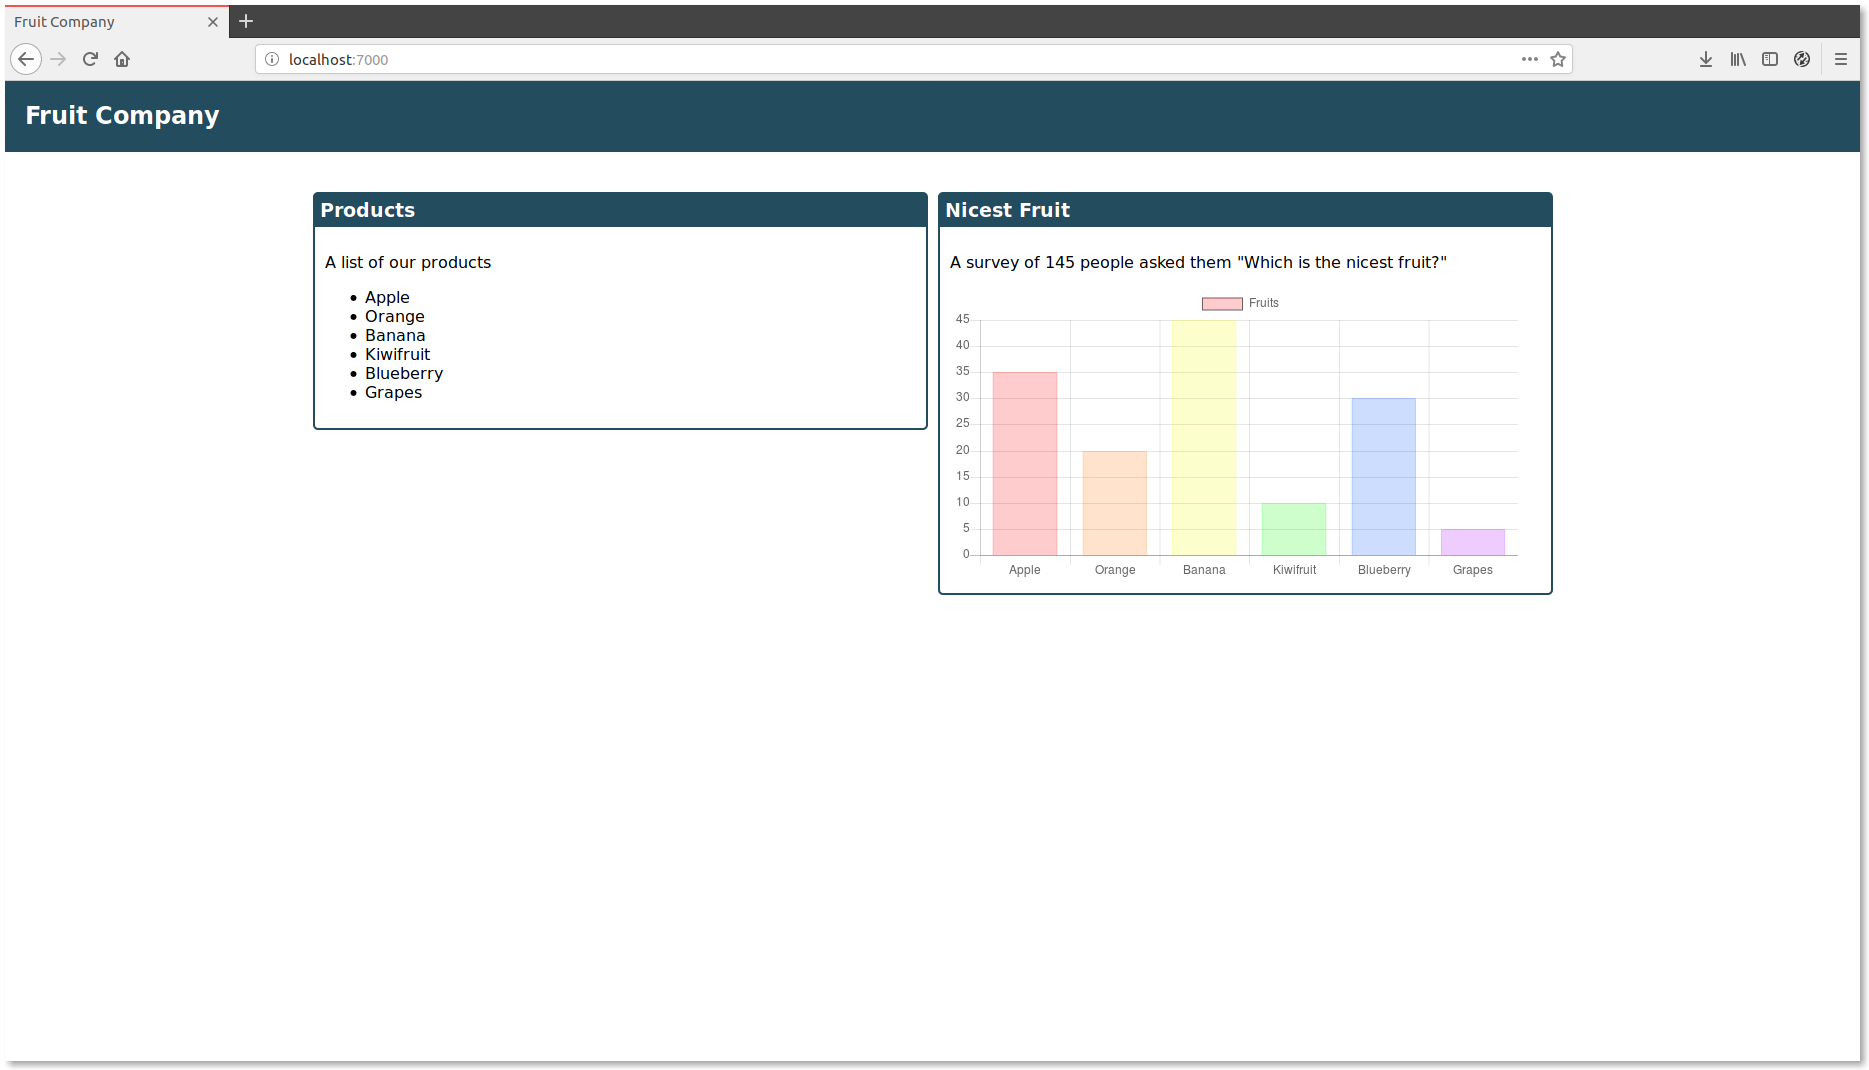 Fruit Company
localhost:7000
Fruit Company
Products
A list of our products
Apple
Orange
Banana
Kiwifruit
Blueberry
Grapes
Nicest Fruit
A survey of 145 people asked them "Which is the nicest fruit?"
Fruits
45
40
35
30
25
20
15
10
5
0
Apple Orange Banana Kiwifruit Blueberry Grapes